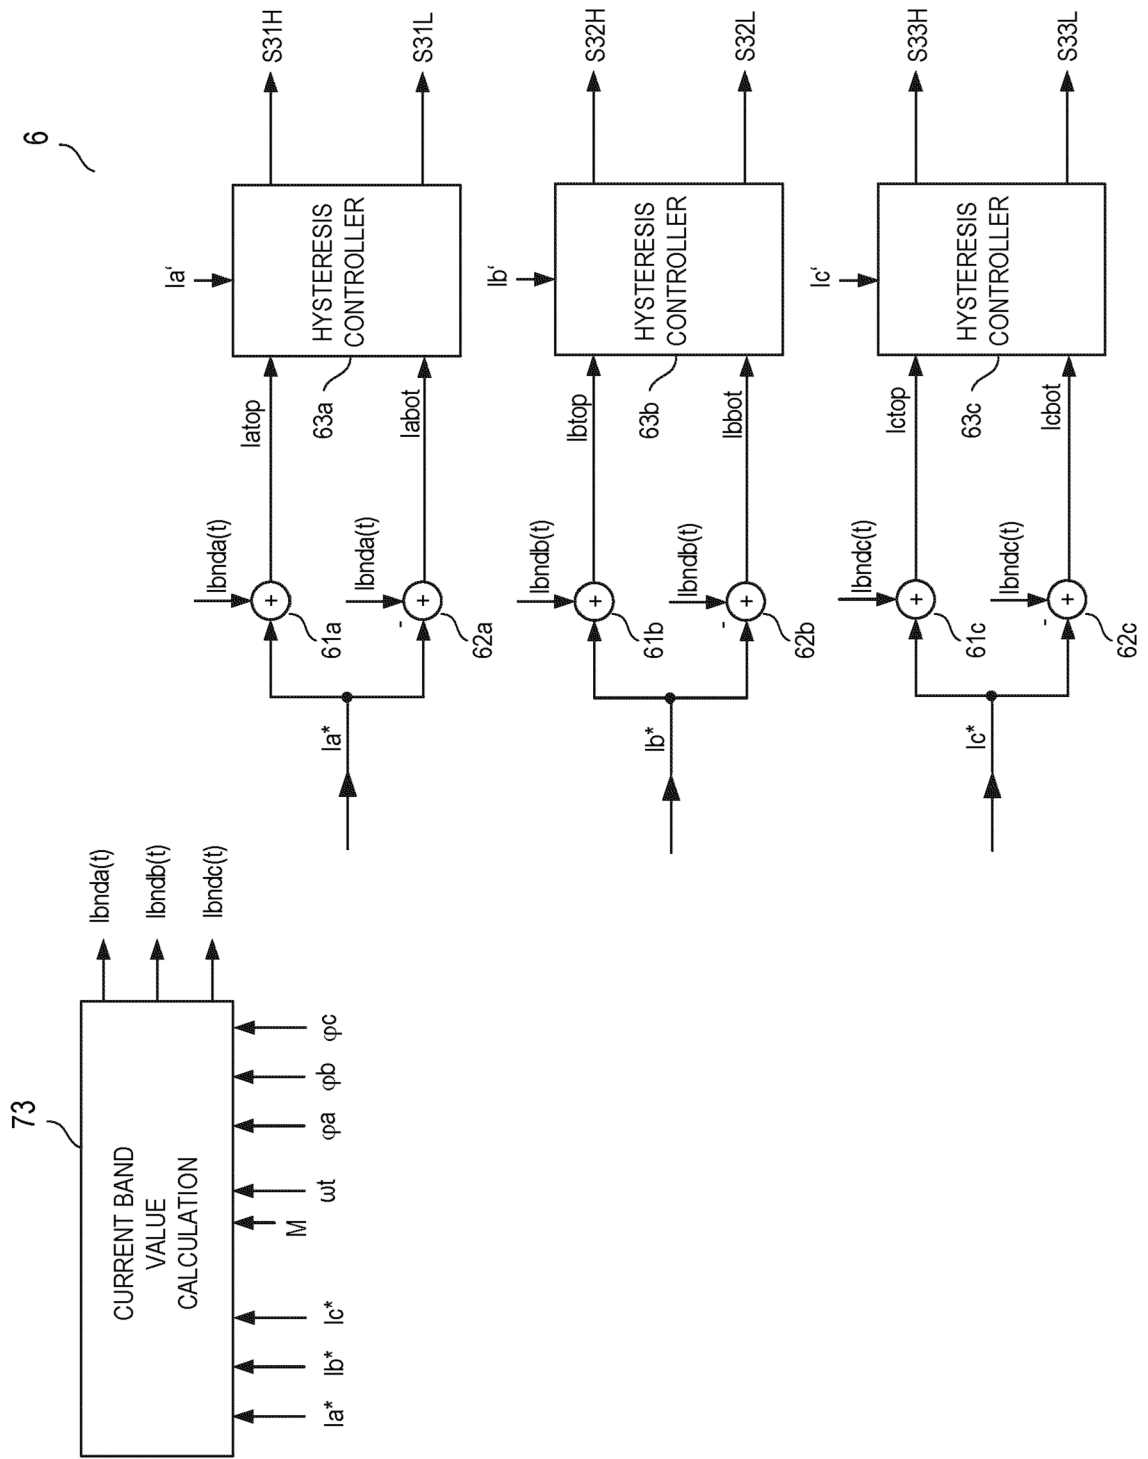 6
73
CURRENT BAND
VALUE
CALCULATION
Ia*
Ib*
Ic*
M
ωt
φa
φb
φc
Ibnda(t)
Ibndb(t)
Ibndc(t)
Ia*
Ibnda(t)
+
61a
Iatop
Ibnda(t)
-
+
62a
Iabot
Ia‘
HYSTERESIS
CONTROLLER
63a
S31H
S31L
Ib*
Ibndb(t)
+
61b
Ibtop
Ibndb(t)
-
+
62b
Ibbot
Ib‘
HYSTERESIS
CONTROLLER
63b
S32H
S32L
Ic*
Ibndc(t)
+
61c
Ictop
Ibndc(t)
-
+
62c
Icbot
Ic‘
HYSTERESIS
CONTROLLER
63c
S33H
S33L